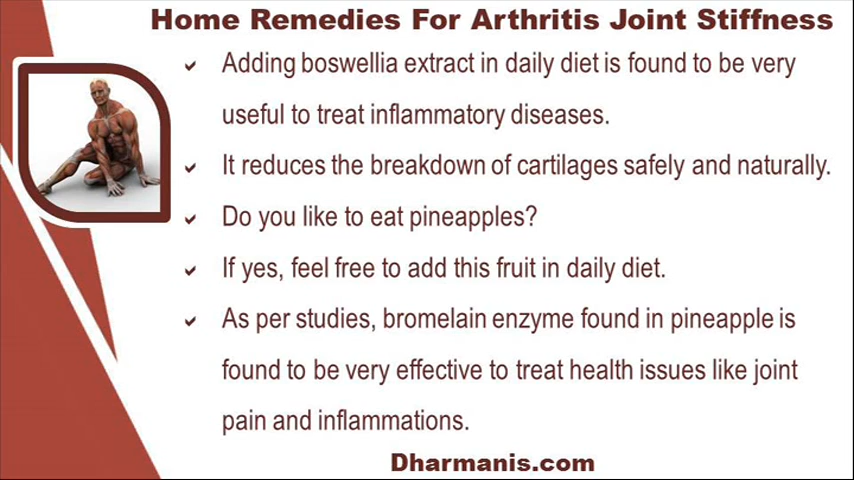 Home Remedies For Arthritis Joint Stiffness
Adding boswellia extract in daily diet is found to be very
useful to treat inflammatory diseases.
It reduces the breakdown of cartilages safely and naturally.
Do you like to eat pineapples?
If yes, feel free to add this fruit in daily diet.
As per studies, bromelain enzyme found in pineapple is
found to be very effective to treat health issues like joint
pain and inflammations.
Dharmanis.com